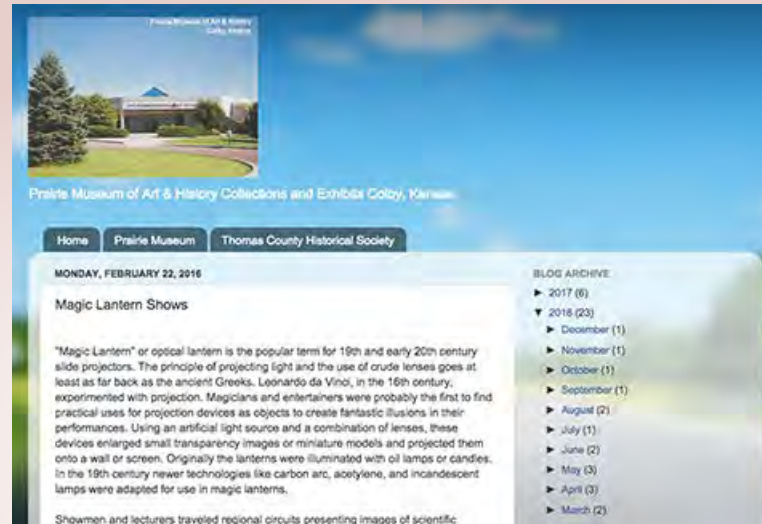 Prairie Museum of Art & History
Colby, Kansas
Prairie Museum of Art & History Collections and Exhibits Colby, Kansas
Home
Prairie Museum
Thomas County Historical Society
MONDAY, FEBRUARY 22, 2016
Magic Lantern Shows
"Magic Lantern" or optical lantern is the popular term for 19th and early 20th century
slide projectors. The principle of projecting light and the use of crude lenses goes at
least as far back as the ancient Greeks. Leonardo da Vinci, in the 16th century,
experimented with projection. Magicians and entertainers were probably the first to find
practical uses for projection devices as objects to create fantastic illusions in their
performances. Using an artificial light source and a combination of lenses, these
devices enlarged small transparency images or miniature models and projected them
onto a wall or screen. Originally the lanterns were illuminated with oil lamps or candles.
In the 19th century newer technologies like carbon arc, acetylene, and incandescent
lamps were adapted for use in magic lanterns.
Showmen and lecturers traveled regional circuits presenting images of scientific
BLOG ARCHIVE
► 2017 (6)
▼ 2016 (23)
► December (1)
► November (1)
► October (1)
► September (1)
► August (2)
► July (1)
► June (2)
► May (3)
► April (3)
► March (2)